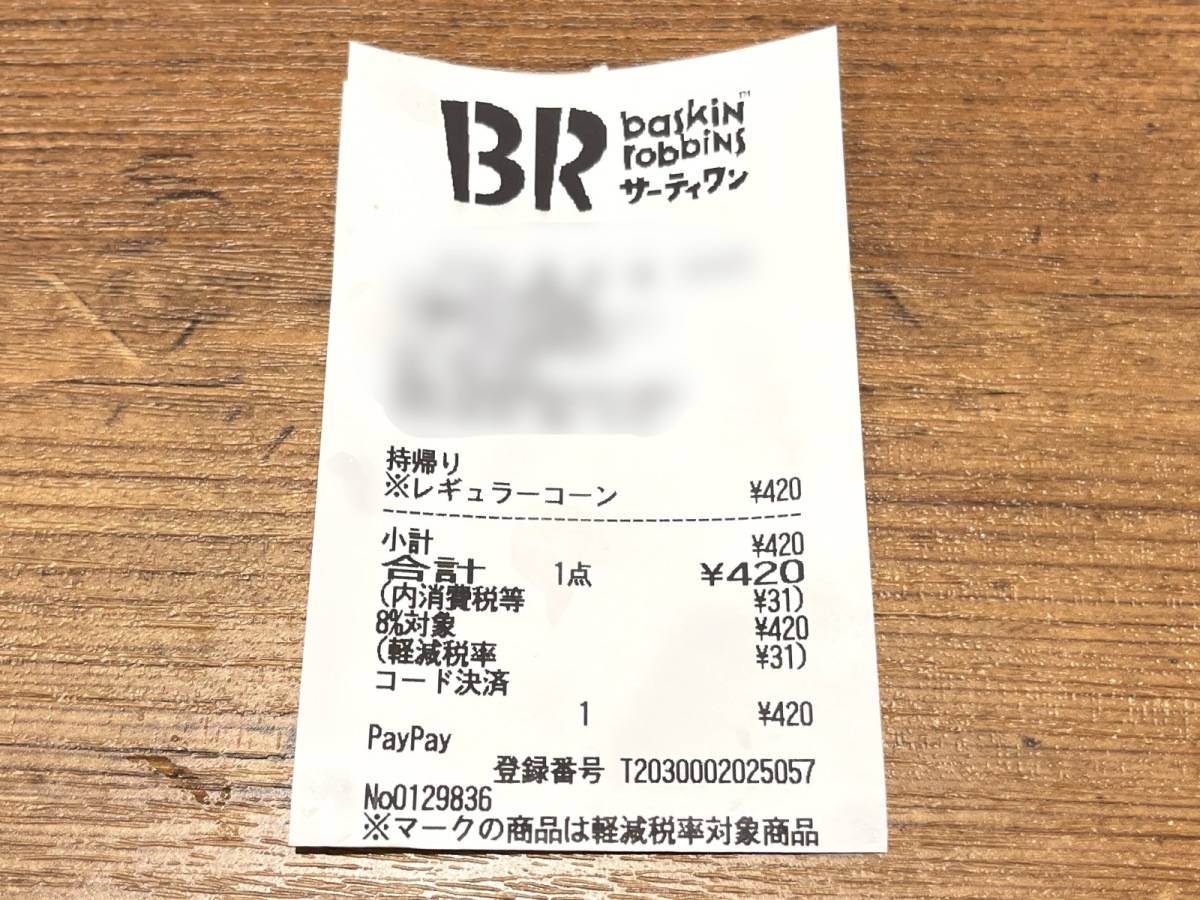 BR baskin robbins™ サーティワン
持帰り
※レギュラーコーン ¥420
小計 ¥420
合計 1点 ¥420
(内消費税等 ¥31)
8%対象 ¥420
(軽減税率 ¥31)
コード決済
1 ¥420
PayPay
登録番号 T2030002025057
No0129836
※マークの商品は軽減税率対象商品